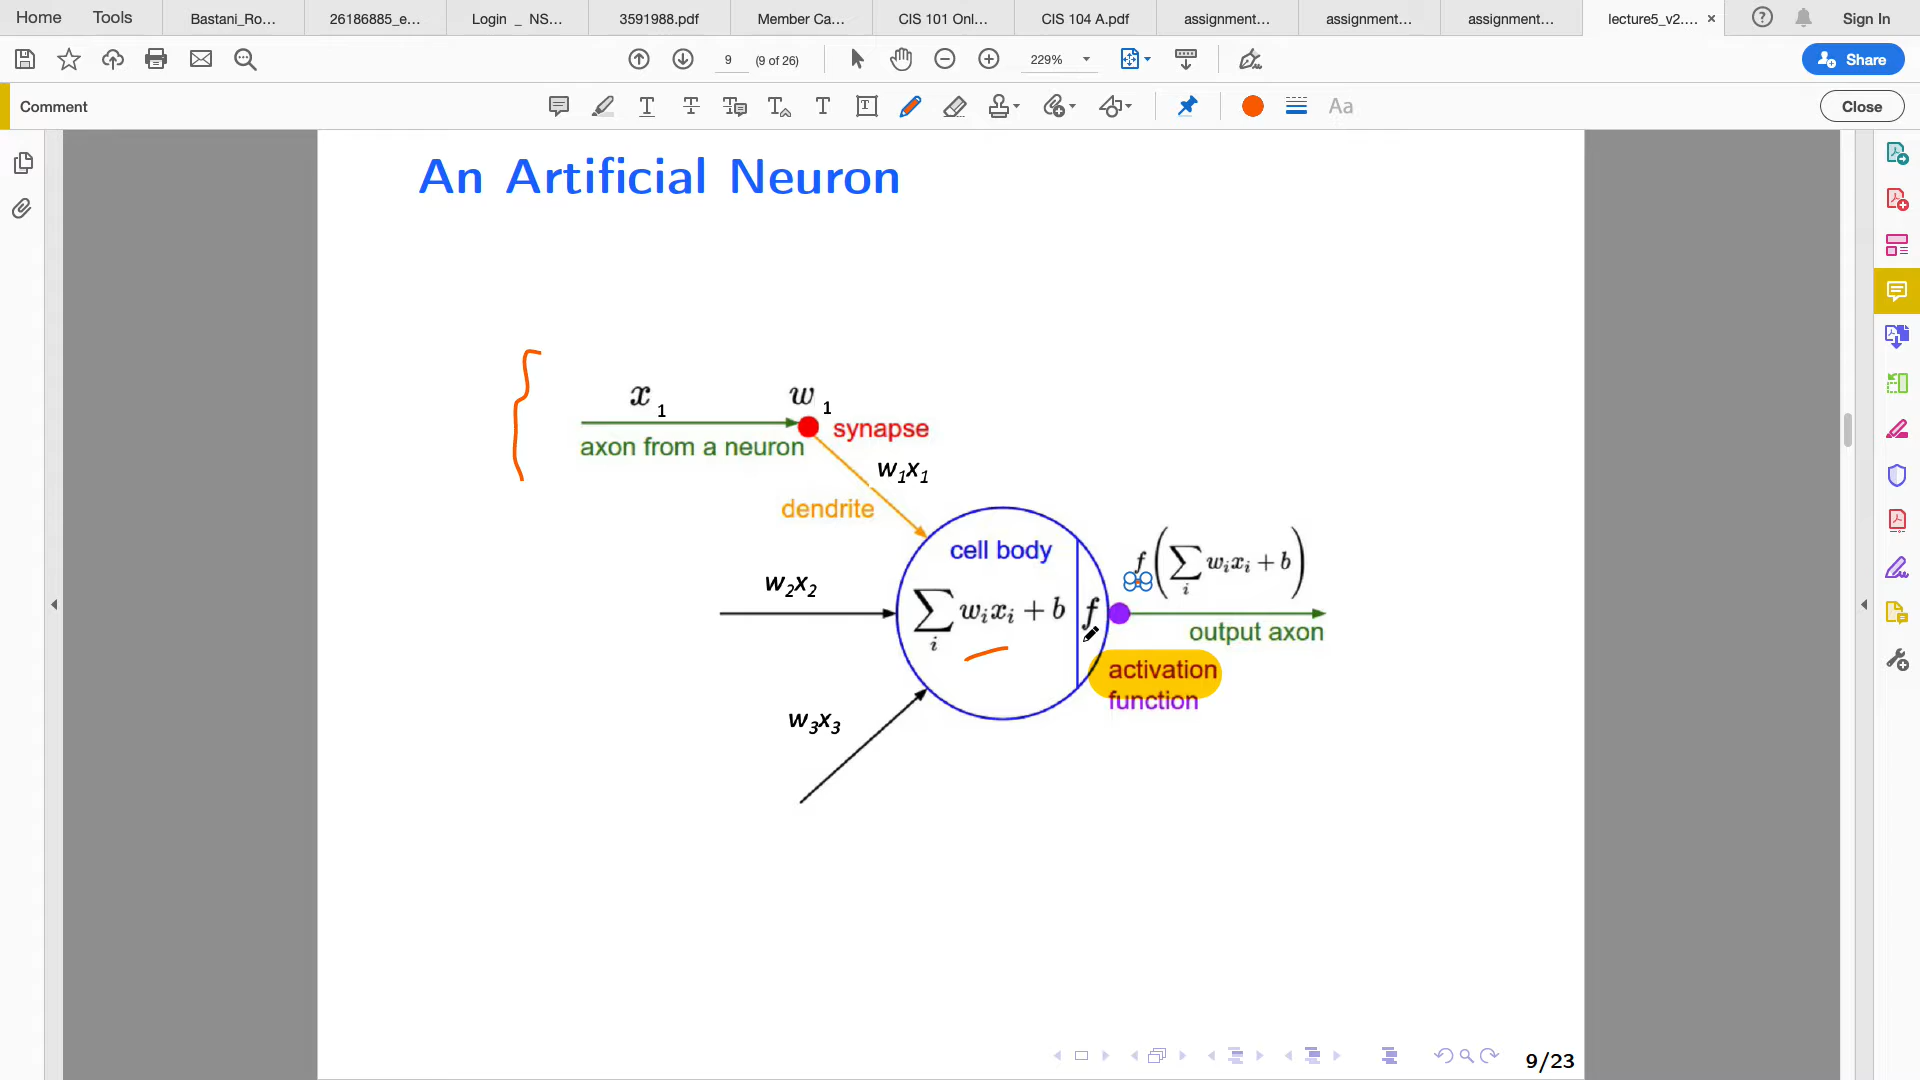 Home Tools Bastani_Ro... 26186885_e... Login _ NS... 3591988.pdf Member Ca... CIS 101 Onl... CIS 104 A.pdf assignment... assignment... assignment... lecture5_v2.... × Sign In
9 (9 of 26) 229% Share
Comment Aa Close
An Artificial Neuron
x 1 w 1
synapse
axon from a neuron
w1x1
dendrite
cell body
f(∑i wixi + b)
w2x2
∑i wixi + b f
output axon
activation
function
w3x3
9/23